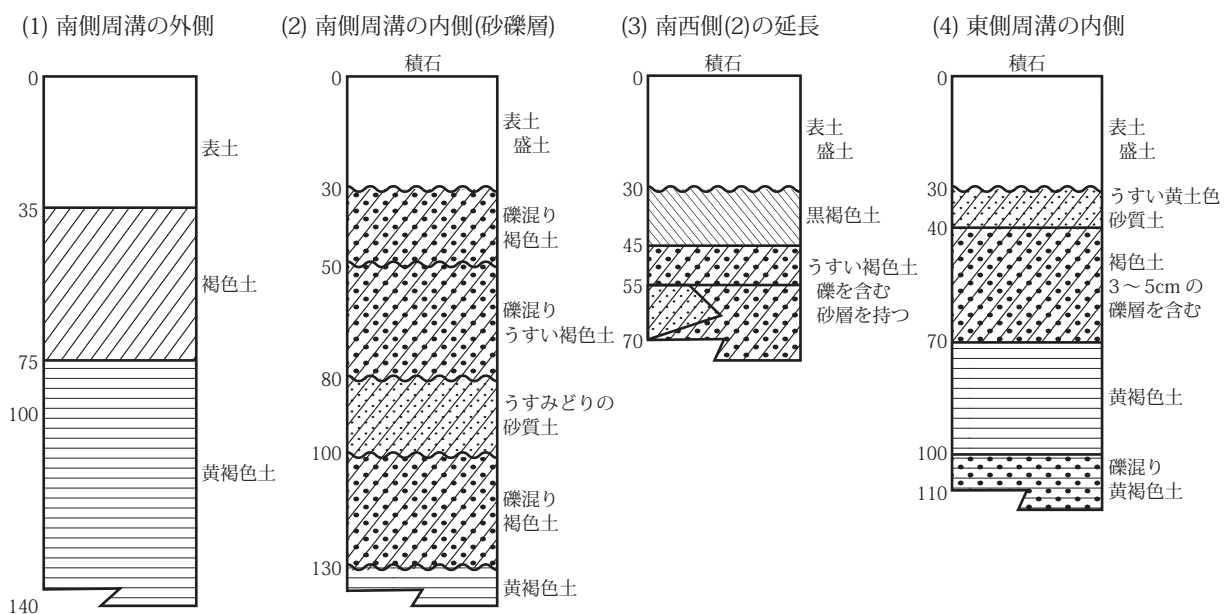 (1) 南側周溝の外側
0
表土
35
褐色土
75
100
黄褐色土
140
(2) 南側周溝の内側(砂礫層)
積石
0
表土
盛土
30
礫混り
褐色土
50
礫混り
うすい褐色土
80
うすみどりの
砂質土
100
礫混り
褐色土
130
黄褐色土
(3) 南西側(2)の延長
積石
0
表土
盛土
30
黒褐色土
45
うすい褐色土
礫を含む
砂層を持つ
55
70
(4) 東側周溝の内側
積石
0
表土
盛土
30
うすい黄土色
砂質土
40
褐色土
3～5cmの
礫層を含む
70
黄褐色土
100
礫混り
黄褐色土
110